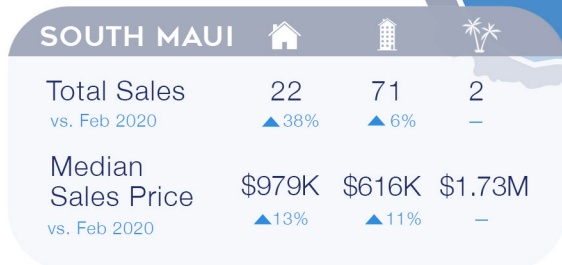 SOUTH MAUI
Total Sales 22 71 2
vs. Feb 2020 ▲38% ▲6% –
Median
Sales Price $979K $616K $1.73M
vs. Feb 2020 ▲13% ▲11% –